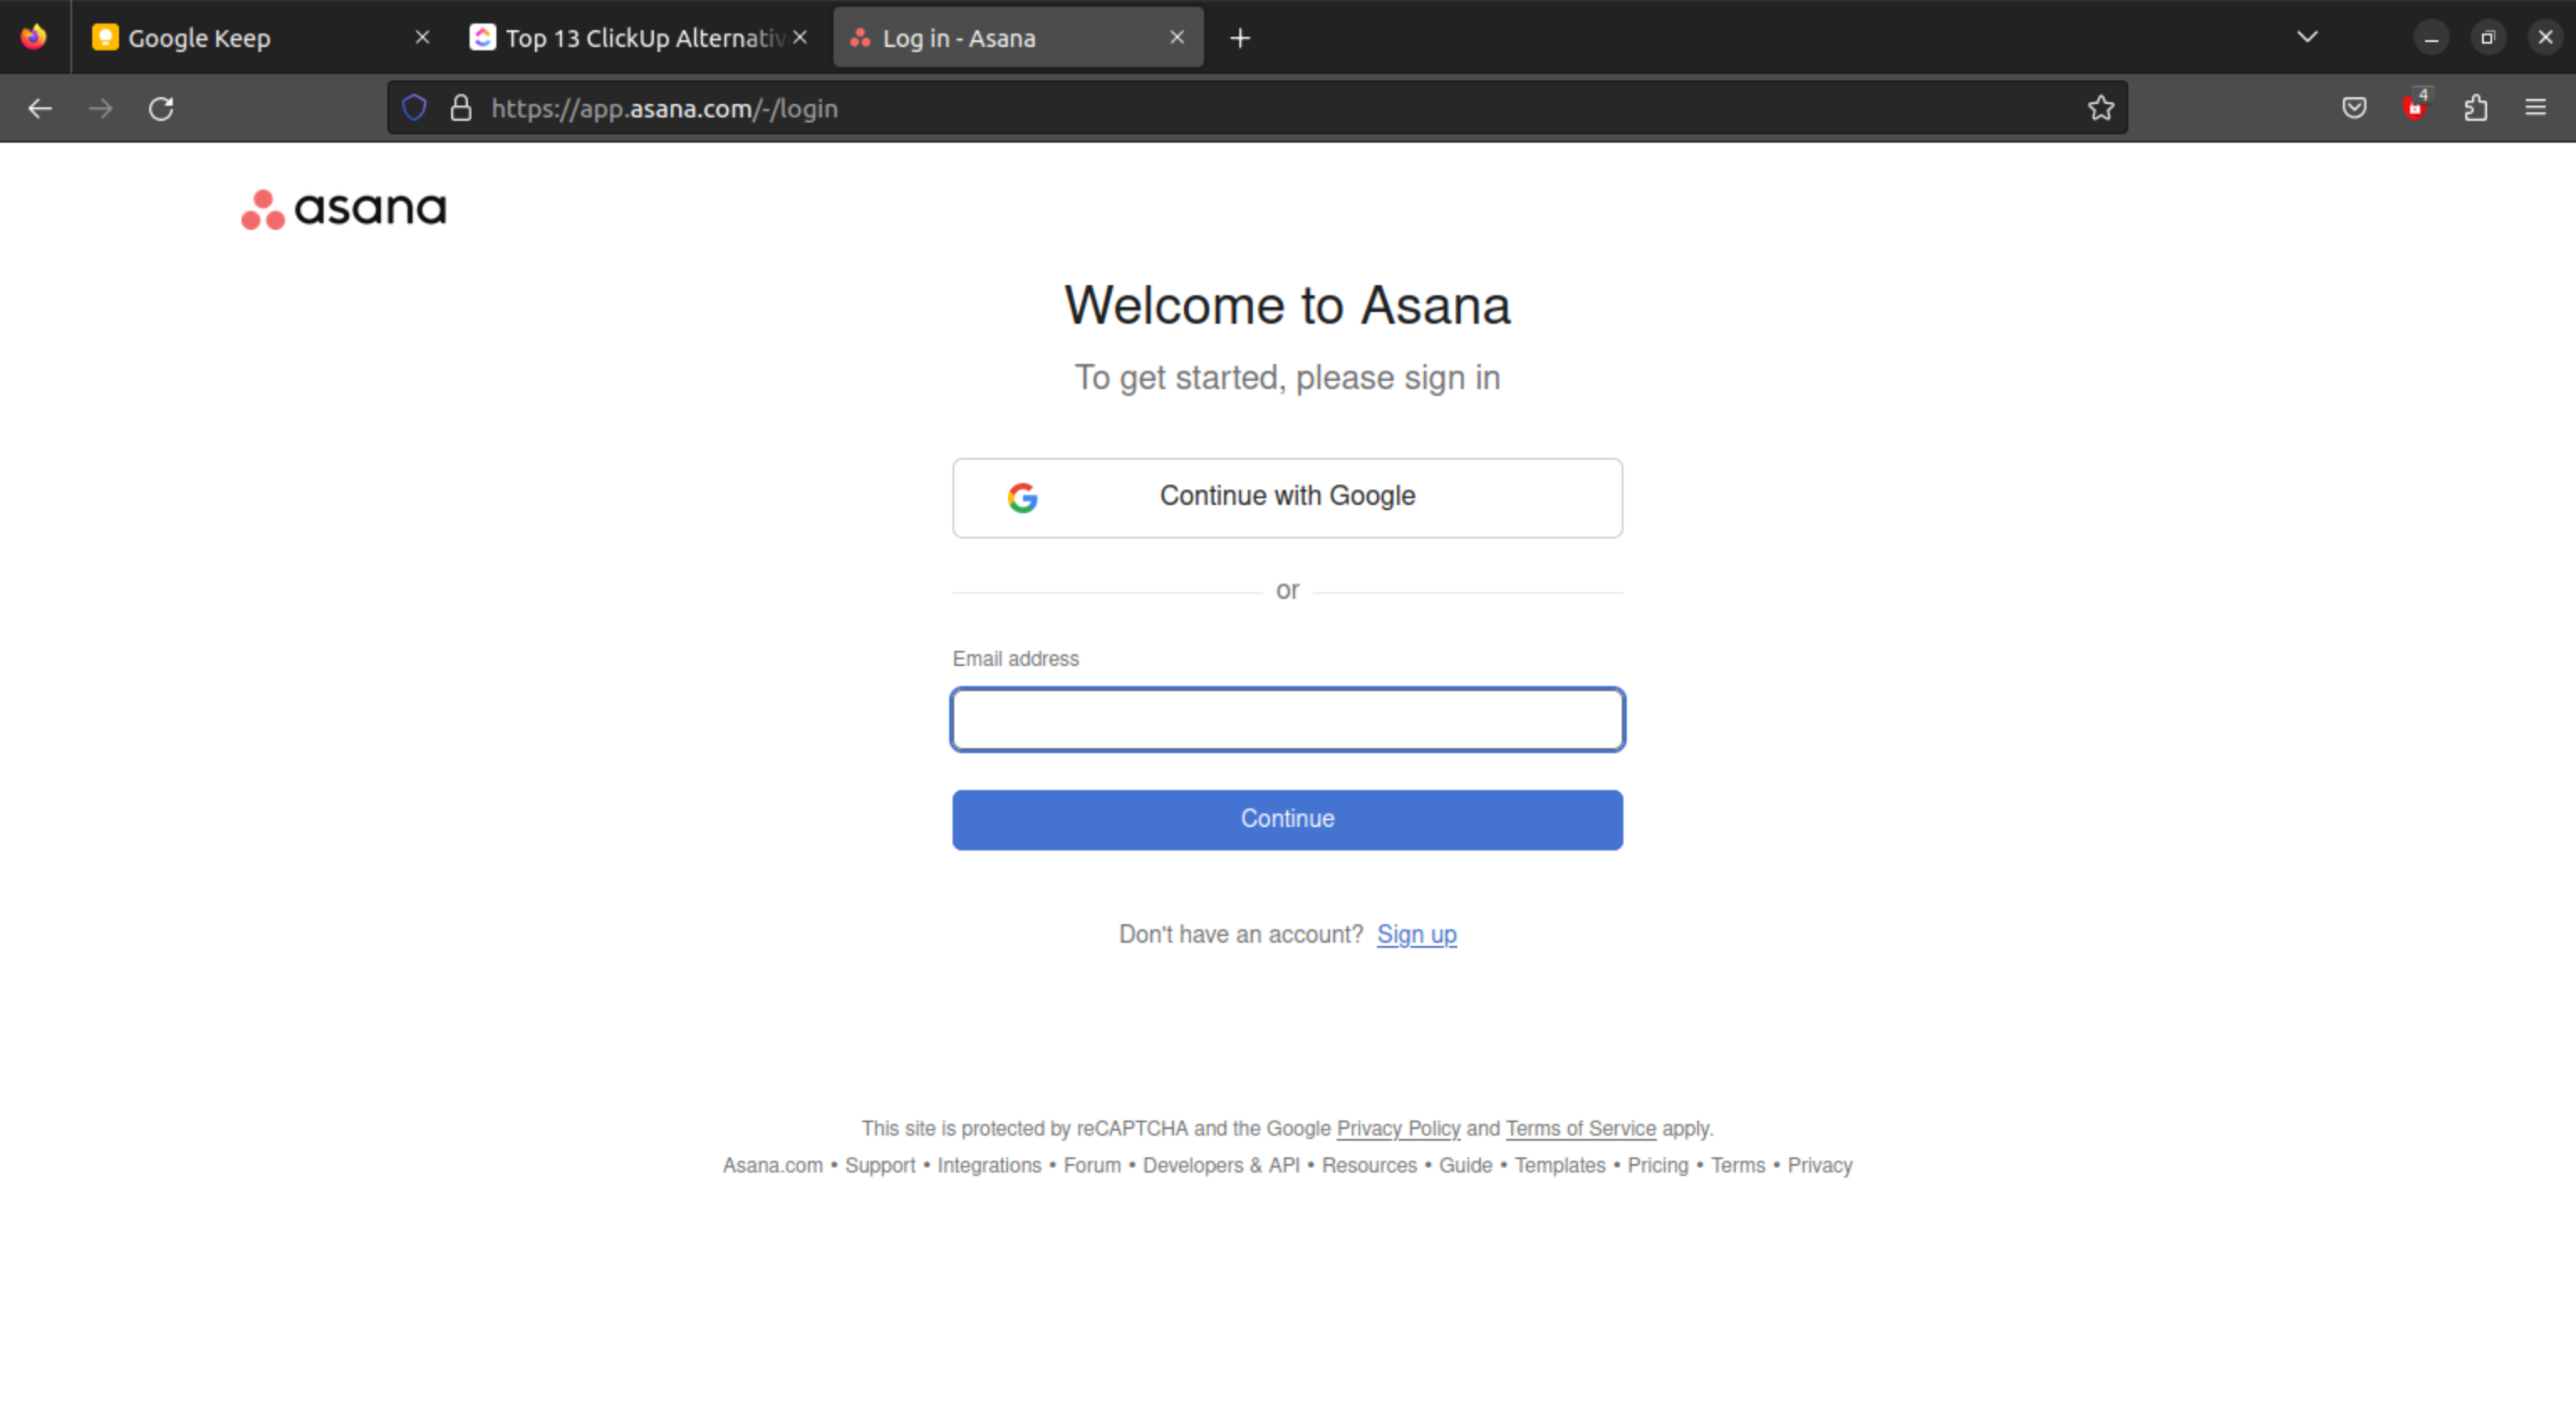 Google Keep
Top 13 ClickUp Alternativ
Log in - Asana
https://app.asana.com/-/login
4
asana
Welcome to Asana
To get started, please sign in
Continue with Google
or
Email address
Continue
Don't have an account? Sign up
This site is protected by reCAPTCHA and the Google Privacy Policy and Terms of Service apply.
Asana.com • Support • Integrations • Forum • Developers & API • Resources • Guide • Templates • Pricing • Terms • Privacy